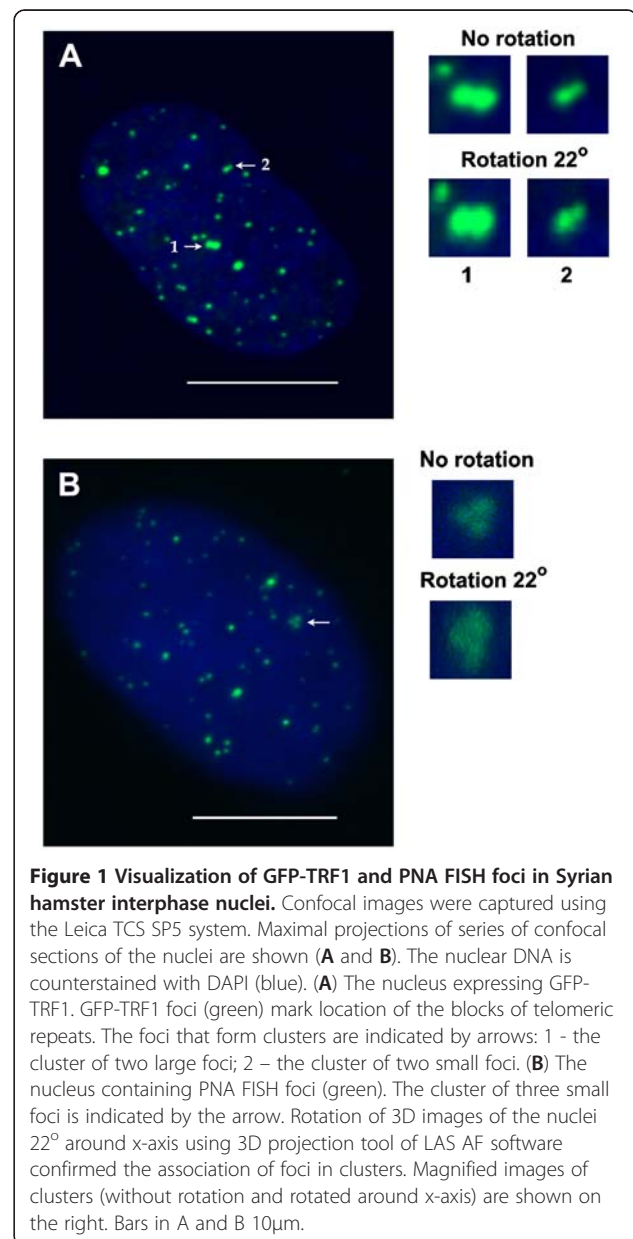 A
No rotation
2
Rotation 22°
1
1 2
B
No rotation
Rotation 22°
Figure 1 Visualization of GFP-TRF1 and PNA FISH foci in Syrian
hamster interphase nuclei. Confocal images were captured using
the Leica TCS SP5 system. Maximal projections of series of confocal
sections of the nuclei are shown (A and B). The nuclear DNA is
counterstained with DAPI (blue). (A) The nucleus expressing GFP-
TRF1. GFP-TRF1 foci (green) mark location of the blocks of telomeric
repeats. The foci that form clusters are indicated by arrows: 1 - the
cluster of two large foci; 2 – the cluster of two small foci. (B) The
nucleus containing PNA FISH foci (green). The cluster of three small
foci is indicated by the arrow. Rotation of 3D images of the nuclei
22° around x-axis using 3D projection tool of LAS AF software
confirmed the association of foci in clusters. Magnified images of
clusters (without rotation and rotated around x-axis) are shown on
the right. Bars in A and B 10μm.